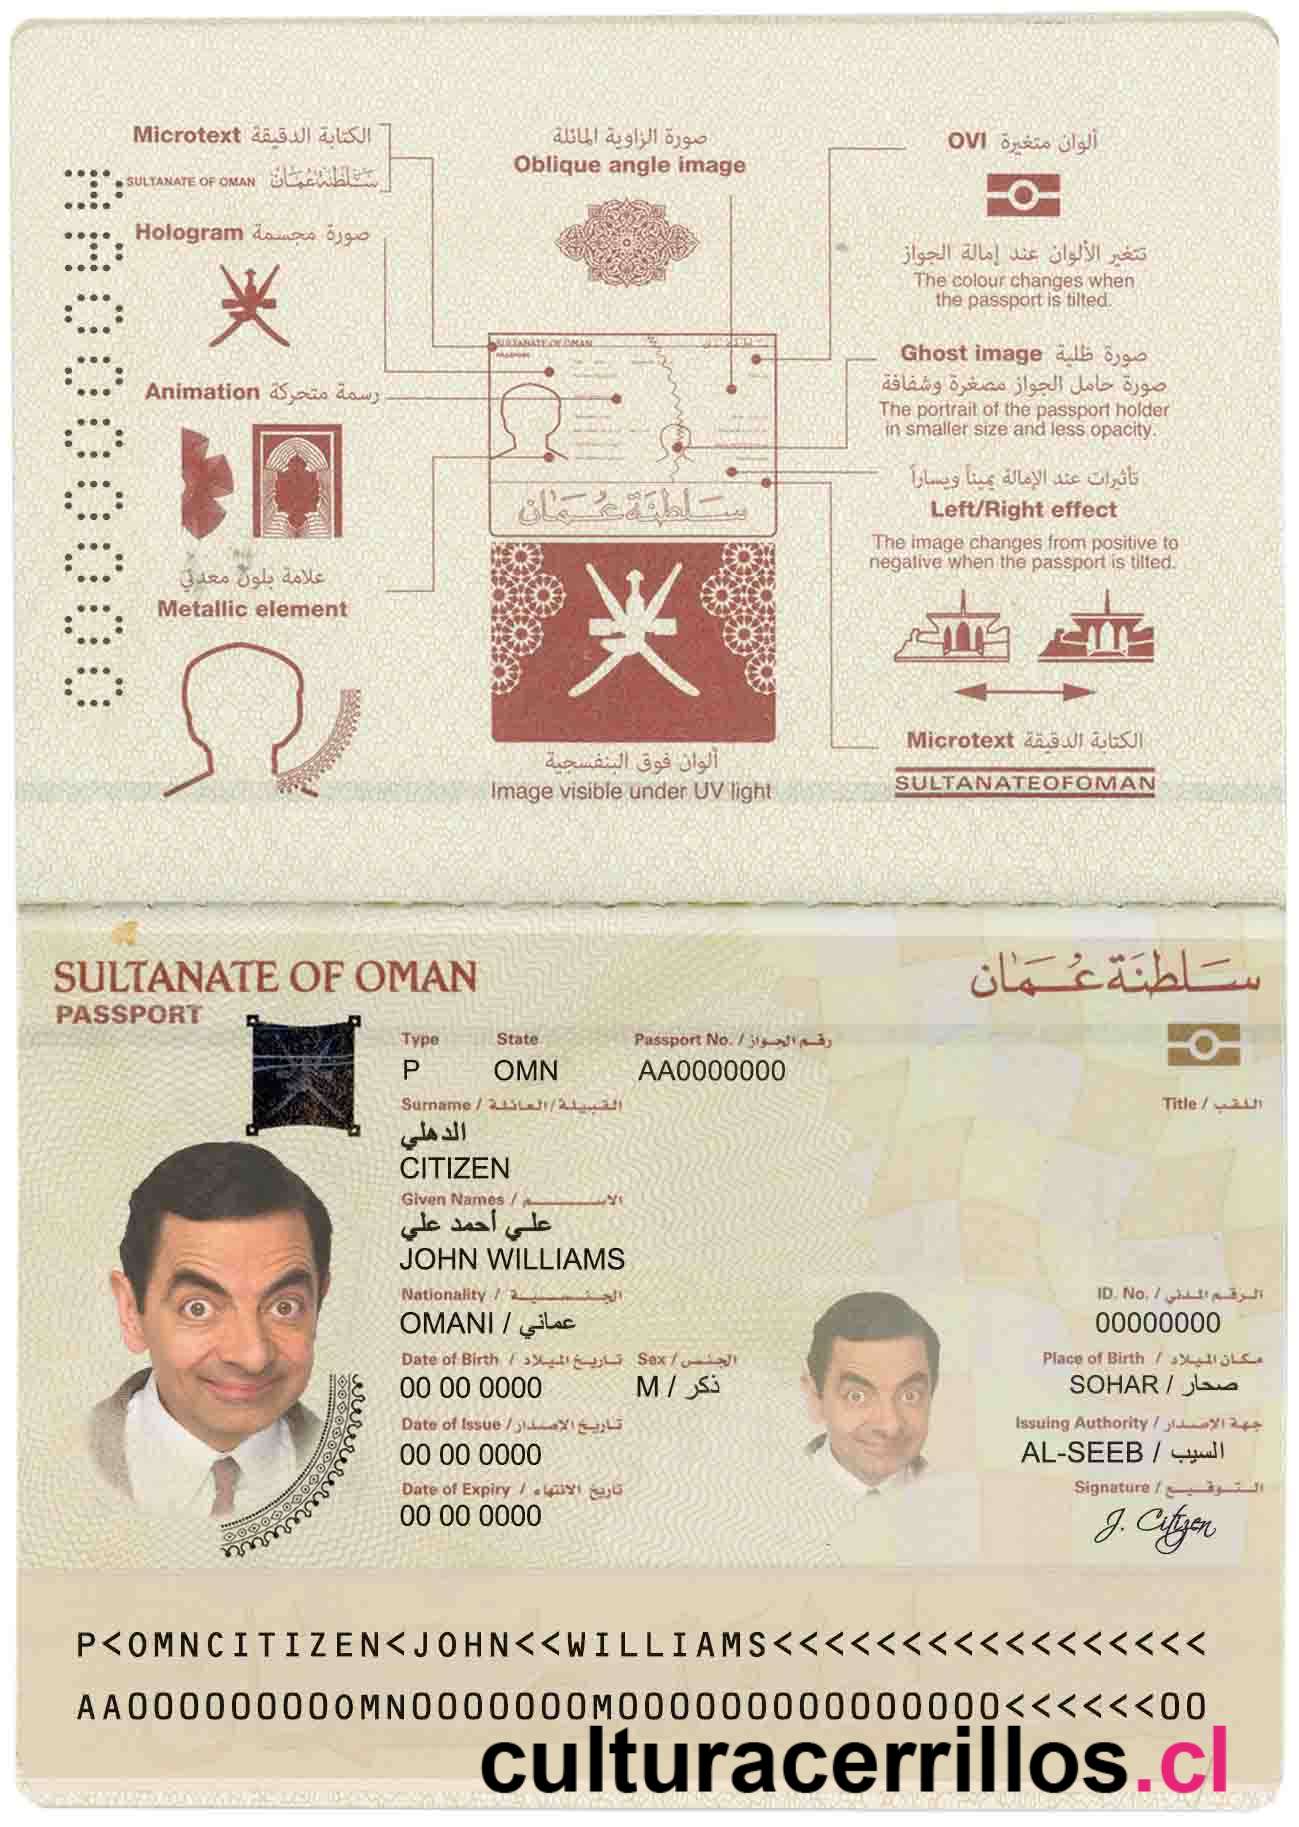 Microtext الكتابة الدقيقة
SULTANATE OF OMAN سلطنة عمان
Hologram صورة مجسمة
Animation رسمة متحركة
علامة بلون معدني
Metallic element
AA0000000
صورة الزاوية المائلة
Oblique angle image
SULTANATE OF OMAN
PASSPORT
سلطنة عمان
ألوان فوق البنفسجية
Image visible under UV light
OVI ألوان متغيرة
تتغير الألوان عند إمالة الجواز
The colour changes when
the passport is tilted.
Ghost image صورة ظلية
صورة حامل الجواز مصغرة وشفافة
The portrait of the passport holder
in smaller size and less opacity.
تأثيرات عند الإمالة يميناً ويساراً
Left/Right effect
The image changes from positive to
negative when the passport is tilted.
Microtext الكتابة الدقيقة
SULTANATEOFOMAN
SULTANATE OF OMAN سلطنة عمان
PASSPORT
Type State Passport No. / رقم الجواز
P OMN AA0000000
Surname / القبيلة/العائلة Title / اللقب
الدهلي
CITIZEN
Given Names / الاسم
علي أحمد علي
JOHN WILLIAMS
Nationality / الجنسية ID. No. / الرقم المدني
OMANI / عماني 00000000
Date of Birth / تاريخ الميلاد Sex / الجنس Place of Birth / مكان الميلاد
00 00 0000 M / ذكر SOHAR / صحار
Date of Issue / تاريخ الإصدار Issuing Authority / جهة الإصدار
00 00 0000 AL-SEEB / السيب
Date of Expiry / تاريخ الانتهاء Signature / التوقيع
00 00 0000 J. Citizen
P<OMNCITIZEN<JOHN<<WILLIAMS<<<<<<<<<<<<<<<<<
AA00000000OMN0000000M000000000000000<<<<<<00
culturacerrillos.cl